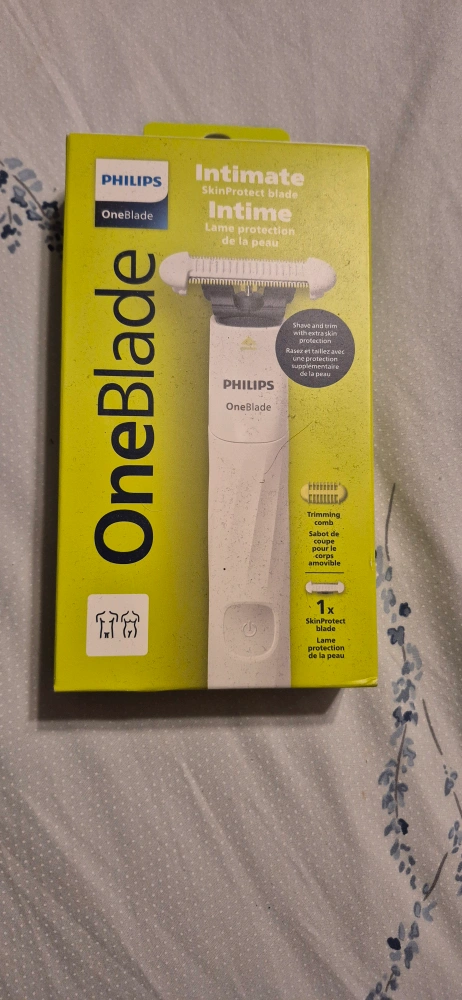 PHILIPS
OneBlade
Intimate
SkinProtect blade
Intime
Lame protection
de la peau
OneBlade
Shave and trim
with extra skin
protection
Rasez et taillez avec
une protection
supplémentaire
de la peau
PHILIPS
OneBlade
Trimming
comb
Sabot de
coupe
pour le
corps
amovible
1x
SkinProtect
blade
Lame
protection
de la peau